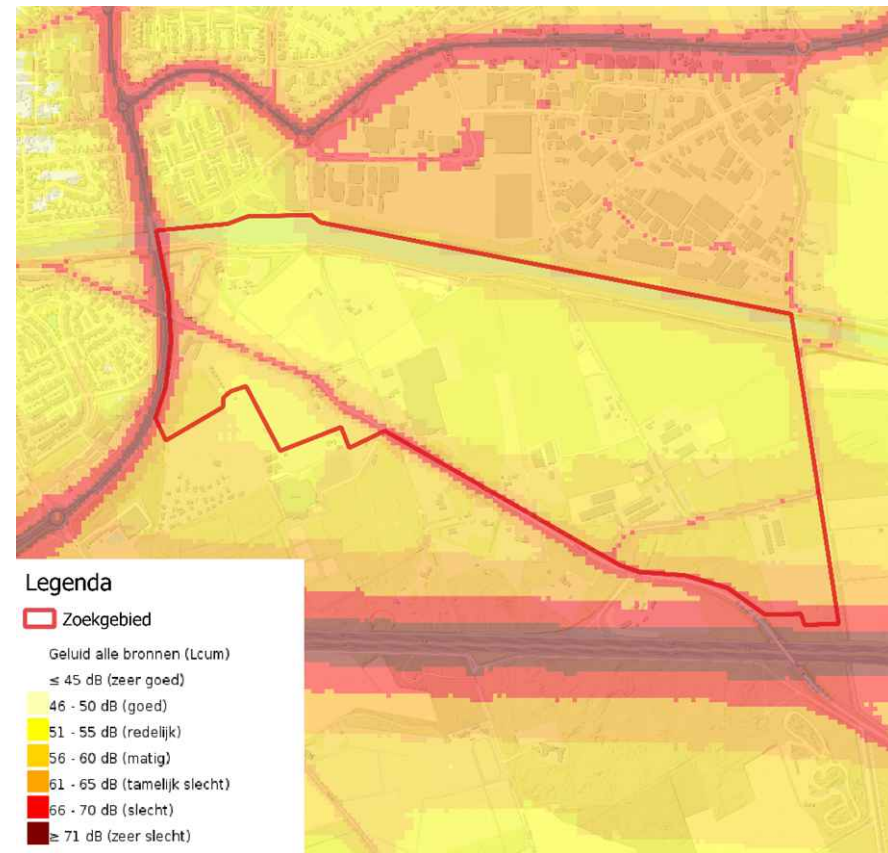 Legenda
Zoekgebied
Geluid alle bronnen (Lcum)
≤ 45 dB (zeer goed)
46 - 50 dB (goed)
51 - 55 dB (redelijk)
56 - 60 dB (matig)
61 - 65 dB (tamelijk slecht)
66 - 70 dB (slecht)
≥ 71 dB (zeer slecht)